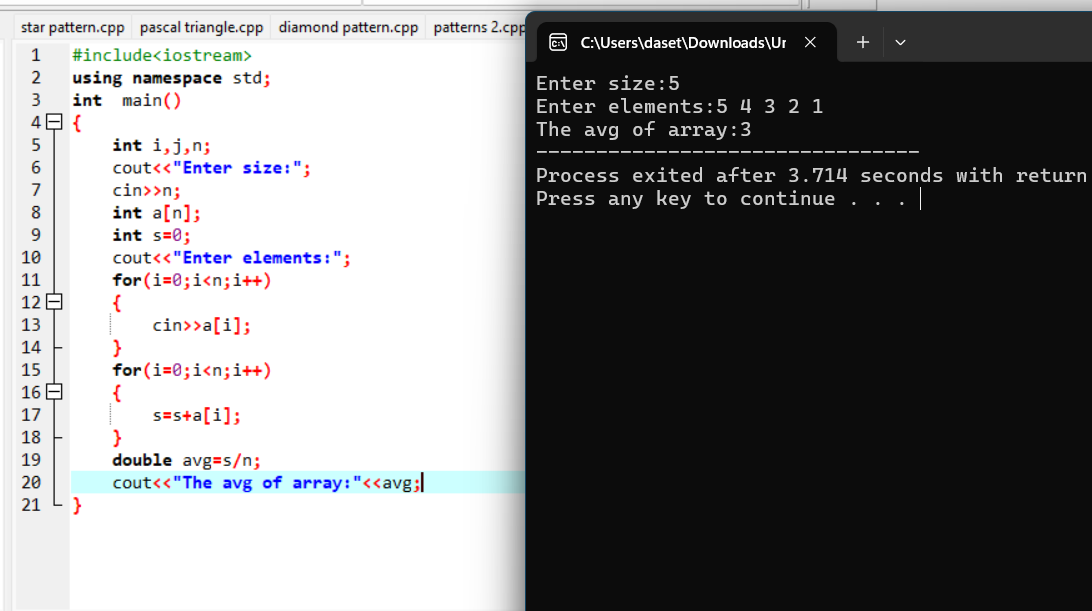 star pattern.cpp pascal triangle.cpp diamond pattern.cpp patterns 2.cpp
1 #include<iostream>
2 using namespace std;
3 int  main()
4 {
5     int i,j,n;
6     cout<<"Enter size:";
7     cin>>n;
8     int a[n];
9     int s=0;
10     cout<<"Enter elements:";
11     for(i=0;i<n;i++)
12     {
13         cin>>a[i];
14     }
15     for(i=0;i<n;i++)
16     {
17         s=s+a[i];
18     }
19     double avg=s/n;
20     cout<<"The avg of array:"<<avg;
21 }
C:\Users\daset\Downloads\Ur
Enter size:5
Enter elements:5 4 3 2 1
The avg of array:3
--------------------------------
Process exited after 3.714 seconds with return
Press any key to continue . . .